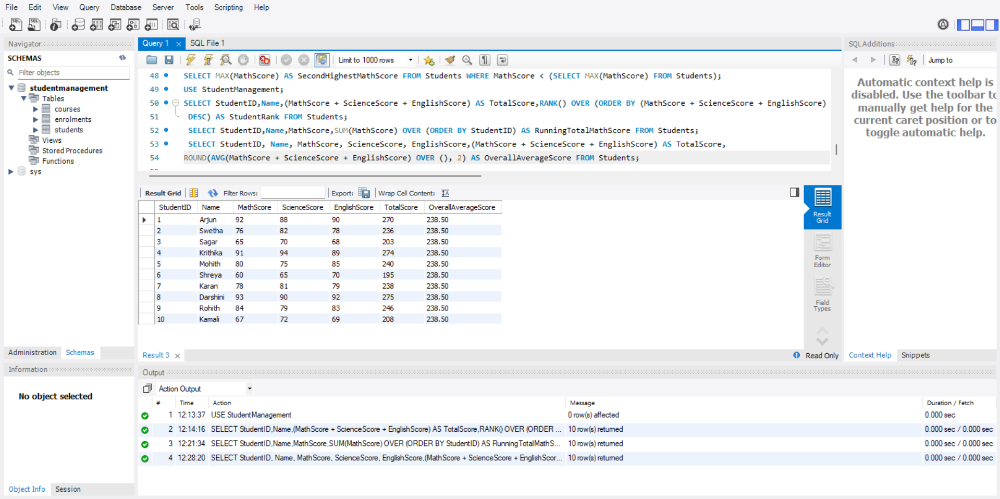 File Edit View Query Database Server Tools Scripting Help
Navigator
SCHEMAS
Filter objects
studentmanagement
Tables
courses
enrolments
students
Views
Stored Procedures
Functions
sys
Administration Schemas
Information
No object selected
Object Info Session
Query 1 SQL File 1
Limit to 1000 rows
48 SELECT MAX(MathScore) AS SecondHighestMathScore FROM Students WHERE MathScore < (SELECT MAX(MathScore) FROM Students);
49 USE StudentManagement;
50 SELECT StudentID,Name,(MathScore + ScienceScore + EnglishScore) AS TotalScore,RANK() OVER (ORDER BY (MathScore + ScienceScore + EnglishScore)
51 DESC) AS StudentRank FROM Students;
52 SELECT StudentID,Name,MathScore,SUM(MathScore) OVER (ORDER BY StudentID) AS RunningTotalMathScore FROM Students;
53 SELECT StudentID, Name, MathScore, ScienceScore, EnglishScore,(MathScore + ScienceScore + EnglishScore) AS TotalScore,
54 ROUND(AVG(MathScore + ScienceScore + EnglishScore) OVER (), 2) AS OverallAverageScore FROM Students;
Result Grid Filter Rows: Export: Wrap Cell Content:
StudentID Name MathScore ScienceScore EnglishScore TotalScore OverallAverageScore
1 Arjun 92 88 90 270 238.50
2 Swetha 76 82 78 236 238.50
3 Sagar 65 70 68 203 238.50
4 Krithika 91 94 89 274 238.50
5 Mohith 80 75 85 240 238.50
6 Shreya 60 65 70 195 238.50
7 Karan 78 81 79 238 238.50
8 Darshini 93 90 92 275 238.50
9 Rohith 84 79 83 246 238.50
10 Kamali 67 72 69 208 238.50
Result
Grid
Form
Editor
Field
Types
Result 3 Read Only
Output
Action Output
# Time Action Message Duration / Fetch
1 12:13:37 USE StudentManagement 0 row(s) affected 0.000 sec
2 12:14:16 SELECT StudentID,Name,(MathScore + ScienceScore + EnglishScore) AS TotalScore,RANK() OVER (ORDER ... 10 row(s) returned 0.000 sec / 0.000 sec
3 12:21:34 SELECT StudentID,Name,MathScore,SUM(MathScore) OVER (ORDER BY StudentID) AS RunningTotalMathS... 10 row(s) returned 0.000 sec / 0.000 sec
4 12:28:20 SELECT StudentID, Name, MathScore, ScienceScore, EnglishScore,(MathScore + ScienceScore + EnglishScor... 10 row(s) returned 0.000 sec / 0.000 sec
SQLAdditions
Jump to
Automatic context help is
disabled. Use the toolbar to
manually get help for the
current caret position or to
toggle automatic help.
Context Help Snippets